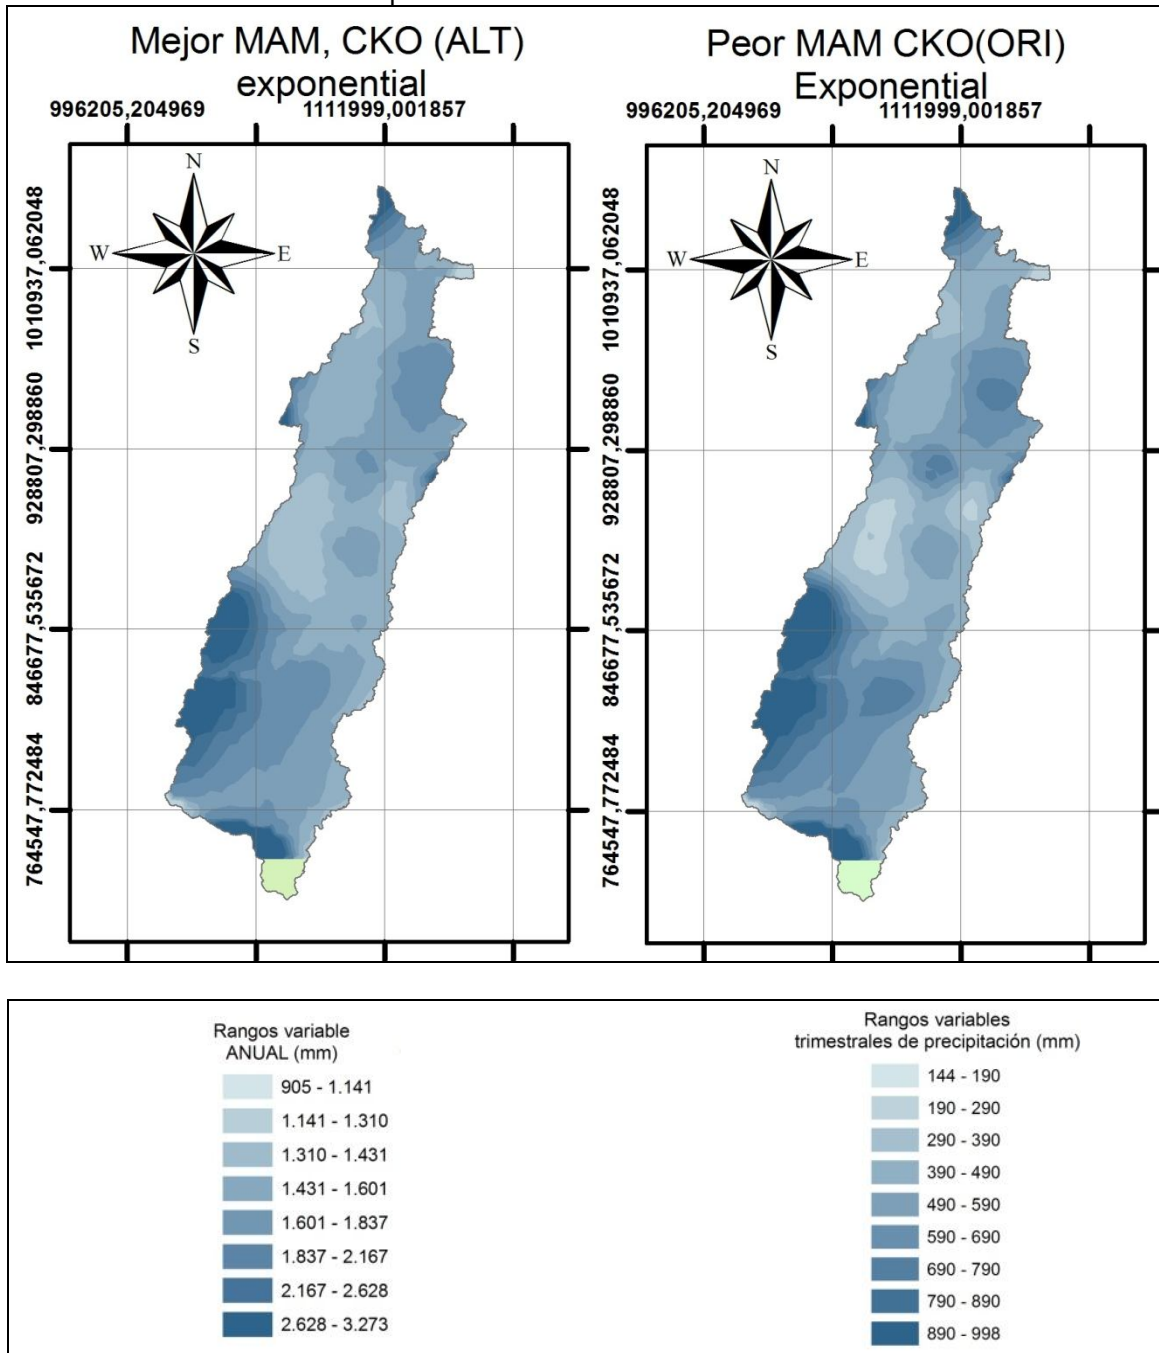 Mejor MAM, CKO (ALT)
exponential
996205,204969 1111999,001857
1010937,062048
928807,298860
846677,535672
764547,772484
N
W E
S
Peor MAM CKO(ORI)
Exponential
996205,204969 1111999,001857
1010937,062048
928807,298860
846677,535672
764547,772484
N
W E
S
Rangos variable
ANUAL (mm)
905 - 1.141
1.141 - 1.310
1.310 - 1.431
1.431 - 1.601
1.601 - 1.837
1.837 - 2.167
2.167 - 2.628
2.628 - 3.273
Rangos variables
trimestrales de precipitación (mm)
144 - 190
190 - 290
290 - 390
390 - 490
490 - 590
590 - 690
690 - 790
790 - 890
890 - 998